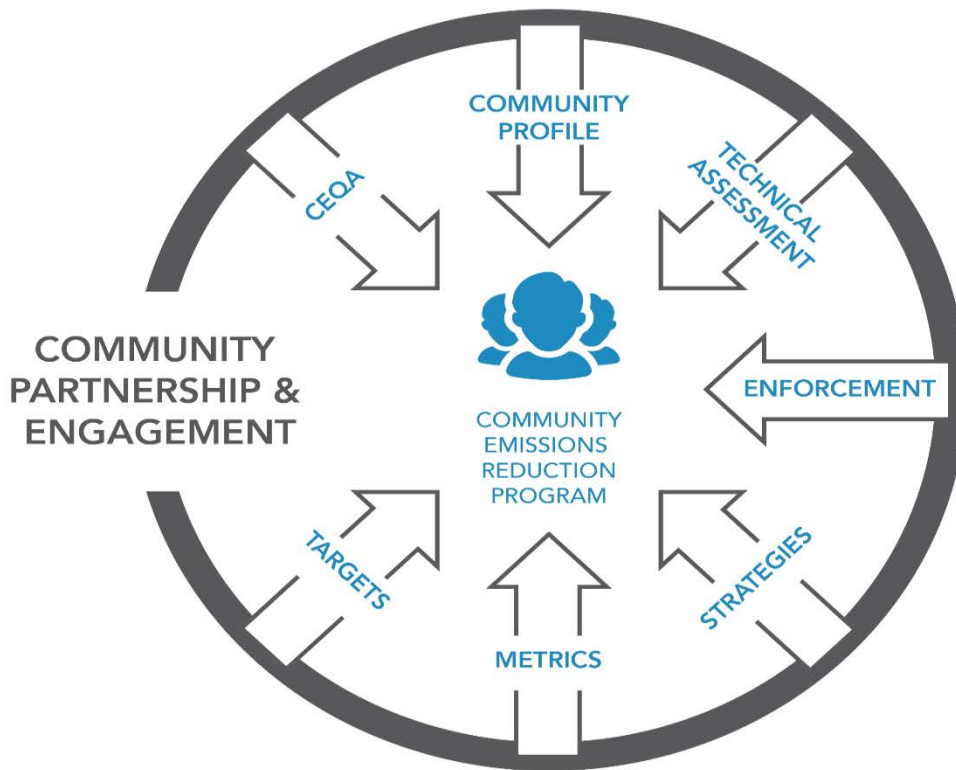 COMMUNITY
PROFILE
CEQA
TECHNICAL
ASSESSMENT
COMMUNITY
PARTNERSHIP &
ENGAGEMENT
ENFORCEMENT
COMMUNITY
EMISSIONS
REDUCTION
PROGRAM
TARGETS
STRATEGIES
METRICS